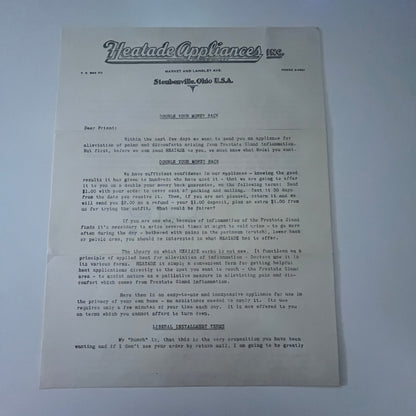 Heatade Appliances, INC.
MARKET AND LANGLEY AVE.
Steubenville, Ohio U.S.A.
DOUBLE YOUR MONEY BACK
Dear Friend:
Within the next few days we want to send you an appliance for
alleviation of pains and discomforts arising from Prostate Gland inflammation.
But first, before we can send HEATADE to you, we must know what Model you want.
DOUBLE YOUR MONEY BACK
We have sufficient confidence in our appliance - knowing the good
results it has given to hundreds who have used it - that we are going to offer
it to you on a double your money back guarantee, on the following terms: Send
$1.00 with your order to cover cost of packing and mailing. Test it 30 days
from the date you receive it. Then, if you are not pleased, return it and we
will send you $2.00 as a refund - your $1.00 deposit, plus an extra $1.00 from
us for trying the outfit. What could be fairer?
If you are one who, because of inflammation of the Prostate Gland
finds it's necessary to arise several times at night to void urine - to go more
often during the day - bothered with pains in the perineum (crotch), lower back
or pelvic area, you should be interested in what HEATADE has to offer.
The theory on which HEATADE works is not new. It functions on a
principle of applied heat for alleviation of inflammation - Doctors use it in
its various forms. HEATADE is simply a convenient form for getting helpful
heat applications directly to the spot you want to reach - the Prostate Gland
area - to assist nature as a palliative measure in alleviating pain and dis-
comfort which comes from Prostate Gland inflammation.
Here then is an easy-to-use and inexpensive appliance for use in
the privacy of your own home - no assistance needed to apply it. Its use
requires only a few minutes of your time each day. It is now offered to you
on terms which you cannot afford to turn down.
LIBERAL INSTALLMENT TERMS
My "hunch" is, that this is the very proposition you have been
wanting and if I don't get your order by return mail, I am going to be greatly